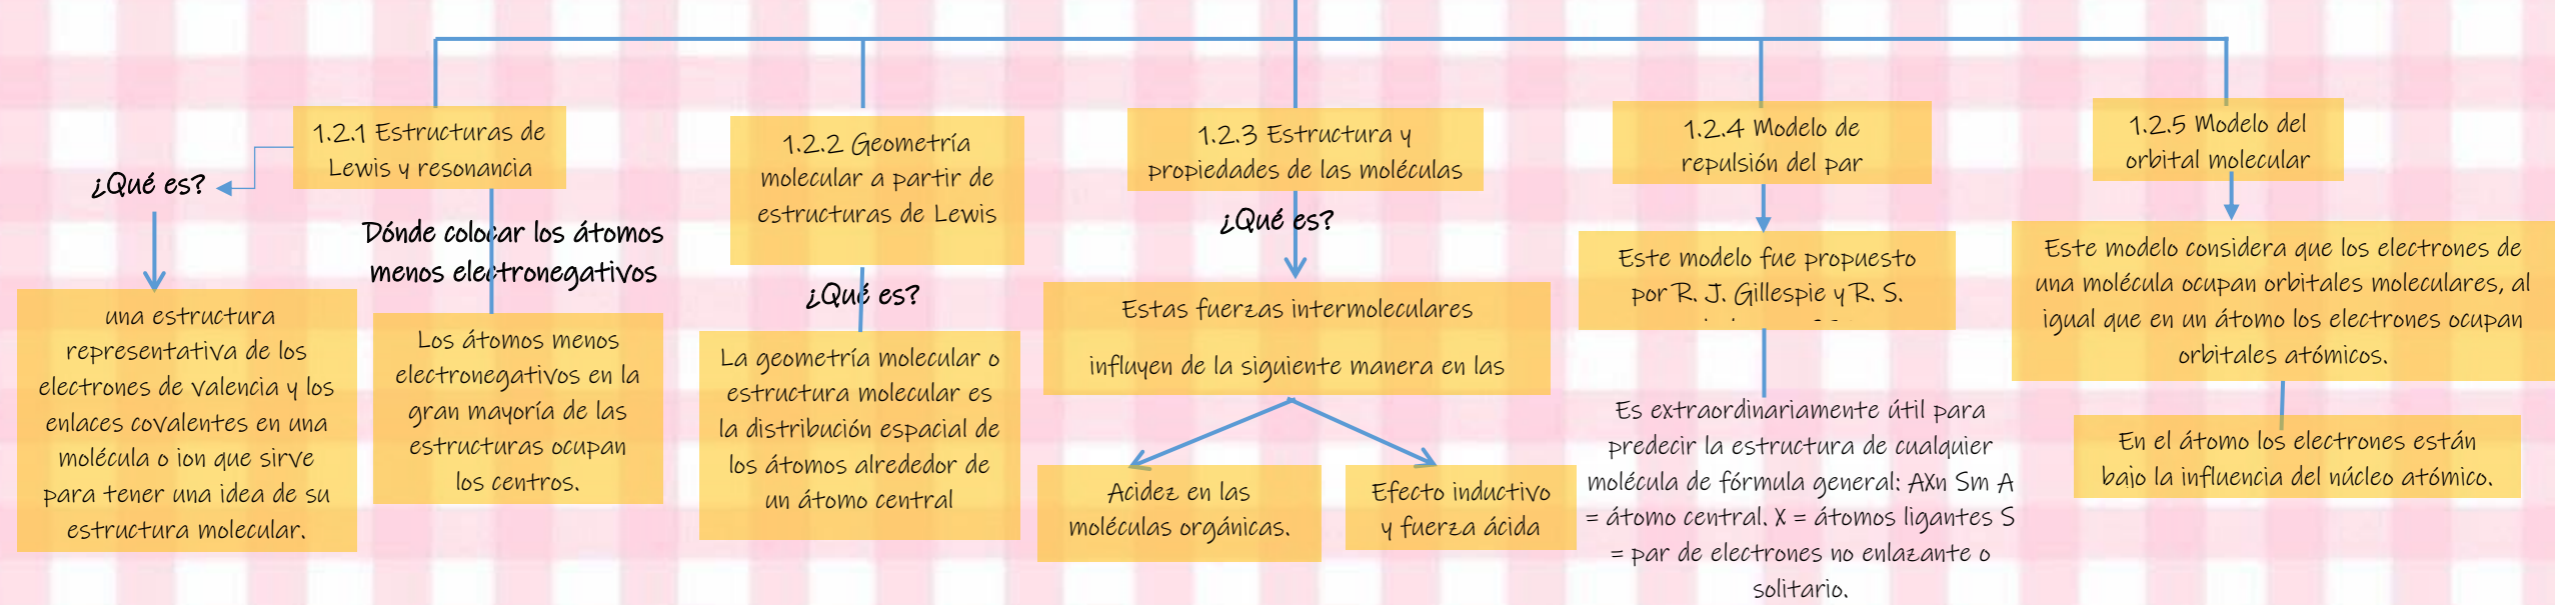 1.2.1 Estructuras de
Lewis y resonancia
¿Qué es?
una estructura
representativa de los
electrones de valencia y los
enlaces covalentes en una
molécula o ion que sirve
para tener una idea de su
estructura molecular.
Dónde colocar los átomos
menos electronegativos
Los átomos menos
electronegativos en la
gran mayoría de las
estructuras ocupan
los centros.
1.2.2 Geometría
molecular a partir de
estructuras de Lewis
¿Qué es?
La geometría molecular o
estructura molecular es
la distribución espacial de
los átomos alrededor de
un átomo central
1.2.3 Estructura y
propiedades de las moléculas
¿Qué es?
Estas fuerzas intermoleculares
influyen de la siguiente manera en las
Acidez en las
moléculas orgánicas.
Efecto inductivo
y fuerza ácida
1.2.4 Modelo de
repulsión del par
Este modelo fue propuesto
por R. J. Gillespie y R. S.
Es extraordinariamente útil para
predecir la estructura de cualquier
molécula de fórmula general: AXn Sm A
= átomo central. X = átomos ligantes S
= par de electrones no enlazante o
solitario.
1.2.5 Modelo del
orbital molecular
Este modelo considera que los electrones de
una molécula ocupan orbitales moleculares, al
igual que en un átomo los electrones ocupan
orbitales atómicos.
En el átomo los electrones están
bajo la influencia del núcleo atómico.